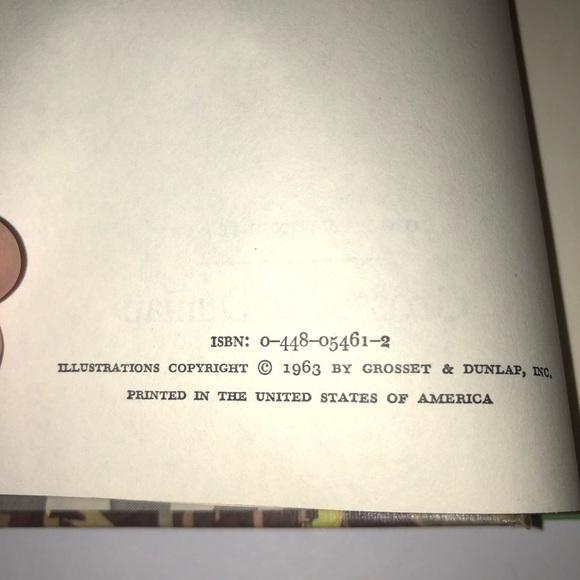 ISBN: 0-448-05461-2
ILLUSTRATIONS COPYRIGHT © 1963 BY GROSSET & DUNLAP, INC.
PRINTED IN THE UNITED STATES OF AMERICA